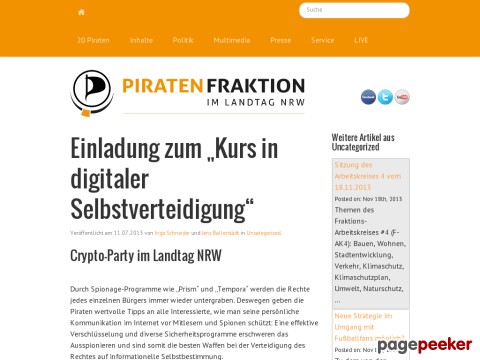 Suche
20 Piraten Inhalte Politik Multimedia Presse Service LIVE
PIRATENFRAKTION
IM LANDTAG NRW
Einladung zum „Kurs in
digitaler
Selbstverteidigung“
Veröffentlicht am 11.07.2013 von Ingo Schneider und Jens Ballerstädt in Uncategorized.
Crypto-Party im Landtag NRW
Durch Spionage-Programme wie „Prism“ und „Tempora“ werden die Rechte
jedes einzelnen Bürgers immer wieder untergraben. Deswegen geben die
Piraten wertvolle Tipps an alle Interessierte, wie man seine persönliche
Kommunikation im Internet vor Mitlesern und Spionen schützt: Eine effektive
Verschlüsselung und diverse Sicherheitsprogramme erschweren das
Ausspionieren und sind somit die besten Waffen bei der Verteidigung des
Rechtes auf informationelle Selbstbestimmung.
Weitere Artikel aus
Uncategorized
Sitzung des
Arbeitskreises 4 vom
18.11.2013
Posted on: Nov 18th, 2013
Themen des
Fraktions-
Arbeitskreises #4 (F-
AK4): Bauen, Wohnen,
Stadtentwicklung,
Verkehr, Klimaschutz,
Klimaschutzplan,
Umwelt, Naturschutz,
...
Neue Strategie im
Umgang mit
Fußballfans möglich?
Posted on: Nov
pagepeeker